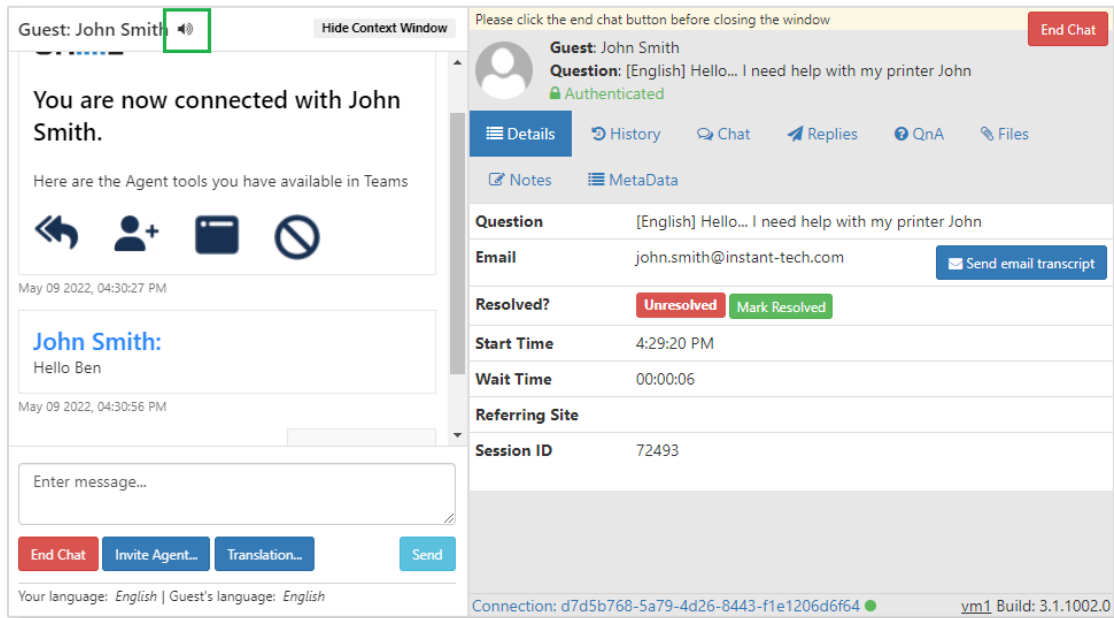 Guest: John Smith
Hide Context Window
You are now connected with John
Smith.
Here are the Agent tools you have available in Teams
May 09 2022, 04:30:27 PM
John Smith:
Hello Ben
May 09 2022, 04:30:56 PM
Enter message...
End Chat
Invite Agent...
Translation...
Send
Your language: English | Guest's language: English
Please click the end chat button before closing the window
End Chat
Guest: John Smith
Question: [English] Hello... I need help with my printer John
Authenticated
Details
History
Chat
Replies
QnA
Files
Notes
MetaData
Question [English] Hello... I need help with my printer John
Email john.smith@instant-tech.com
Send email transcript
Resolved? Unresolved Mark Resolved
Start Time 4:29:20 PM
Wait Time 00:00:06
Referring Site
Session ID 72493
Connection: d7d5b768-5a79-4d26-8443-f1e1206d6f64
vm1 Build: 3.1.1002.0